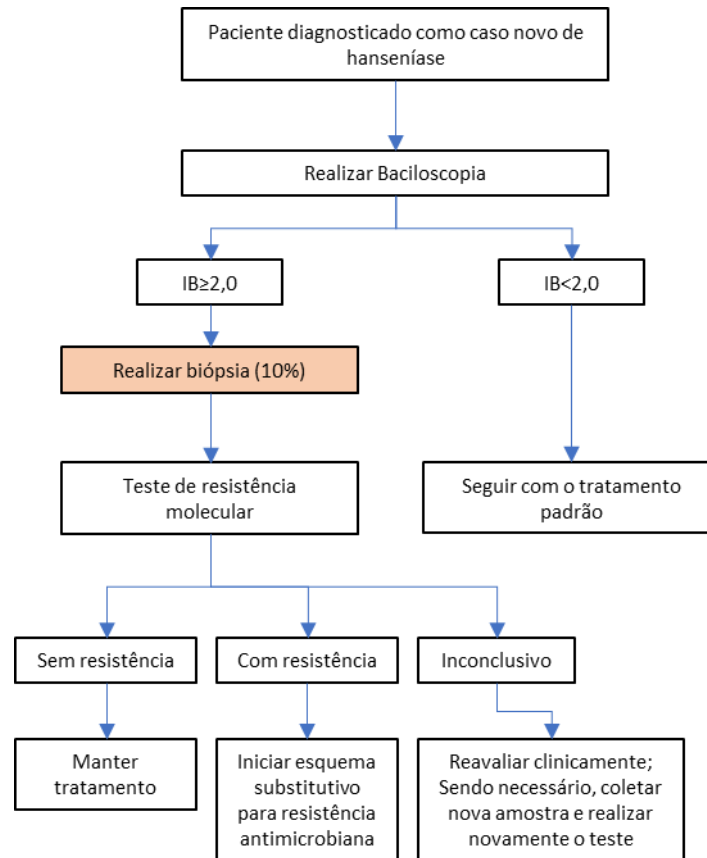 Paciente diagnosticado como caso novo de
hanseníase
Realizar Baciloscopia
IB≥2,0
IB<2,0
Realizar biópsia (10%)
Teste de resistência
molecular
Seguir com o tratamento
padrão
Sem resistência
Com resistência
Inconclusivo
Manter
tratamento
Iniciar esquema
substitutivo
para resistência
antimicrobiana
Reavaliar clinicamente;
Sendo necessário, coletar
nova amostra e realizar
novamente o teste